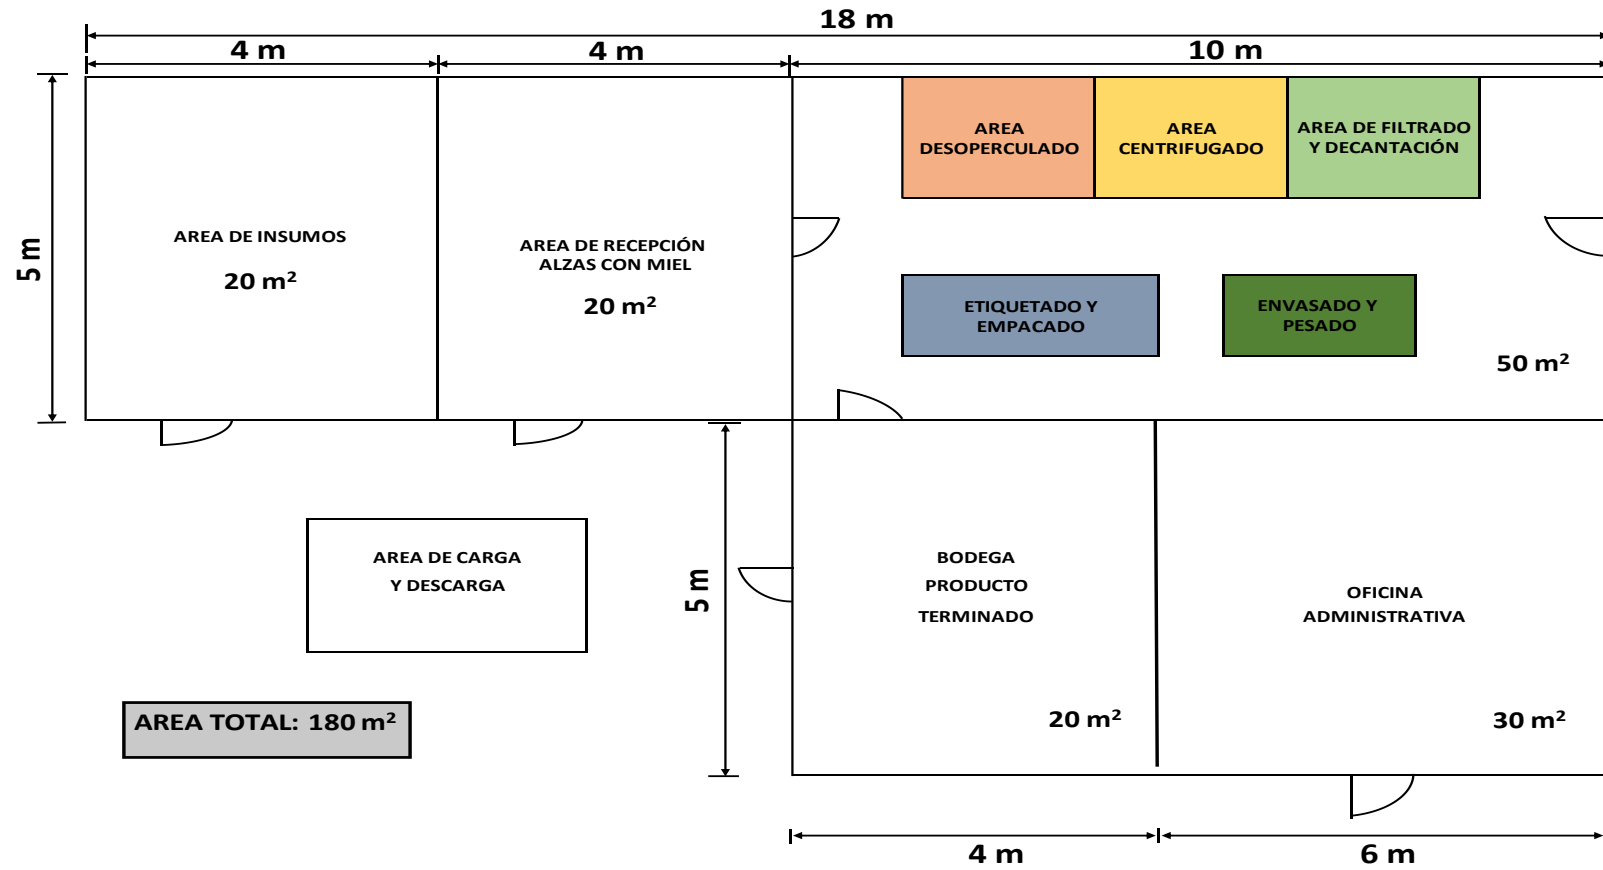 18 m
4 m
4 m
10 m
AREA
DESOPERCULADO
AREA
CENTRIFUGADO
AREA DE FILTRADO
Y DECANTACIÓN
5 m
AREA DE INSUMOS
20 m²
AREA DE RECEPCIÓN
ALZAS CON MIEL
20 m²
ETIQUETADO Y
EMPACADO
ENVASADO Y
PESADO
50 m²
AREA DE CARGA
Y DESCARGA
5 m
BODEGA
PRODUCTO
TERMINADO
20 m²
OFICINA
ADMINISTRATIVA
30 m²
AREA TOTAL: 180 m²
4 m
6 m